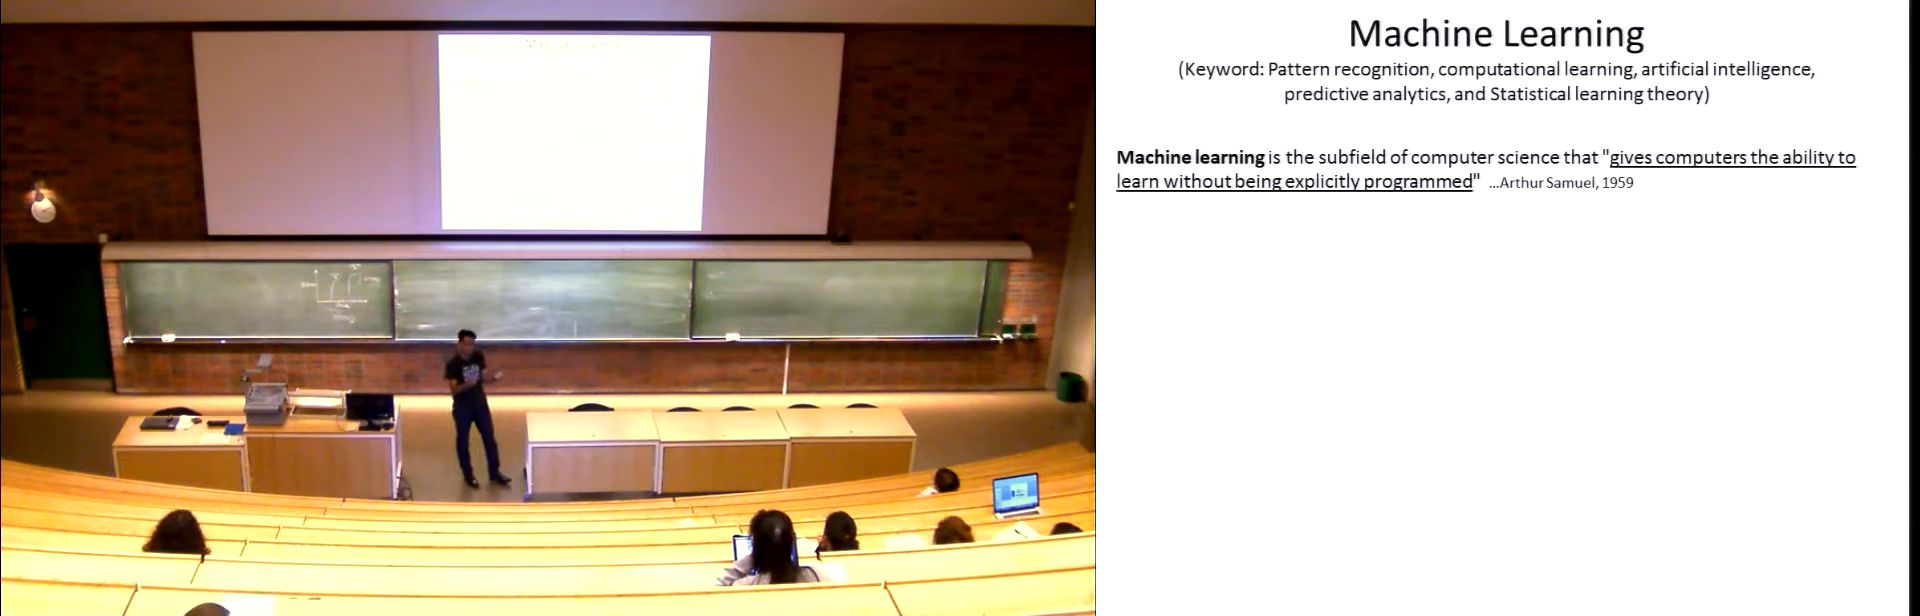 Machine Learning
(Keyword: Pattern recognition, computational learning, artificial intelligence,
predictive analytics, and Statistical learning theory)
Machine learning is the subfield of computer science that "gives computers the ability to
learn without being explicitly programmed" ...Arthur Samuel, 1959